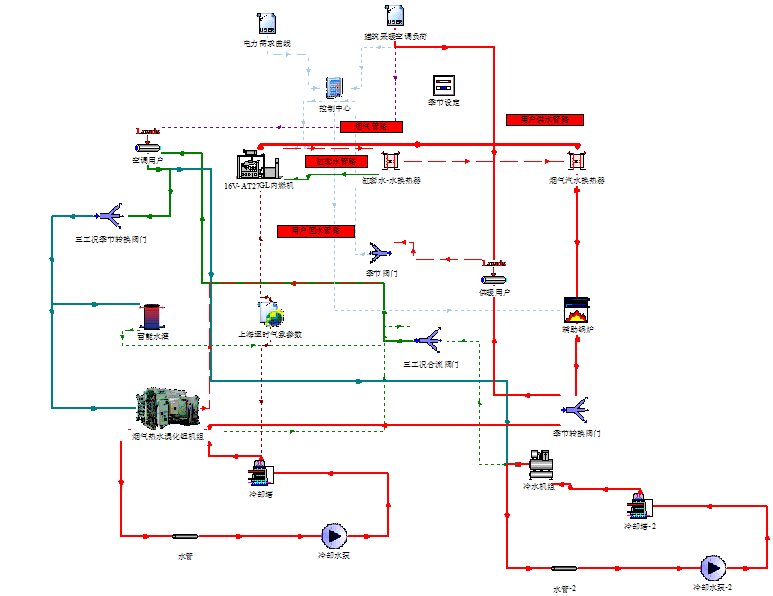 电力需求曲线
建筑采暖空调负荷
控制中心
季节设定
烟气管路
用户供水管路
Loads
空调用户
缸套水管路
16V-AT27GL内燃机
缸套水-水换热器
烟气汽水换热器
三工况季节转换阀门
用户回水管路
季节阀门
Loads
供暖用户
蓄能水箱
上海逐时气象参数
三工况合流阀门
辅助锅炉
烟气热水溴化锂机组
季节转换阀门
冷却塔
冷水机组
冷却塔-2
水管
冷却水泵
水管-2
冷却水泵-2